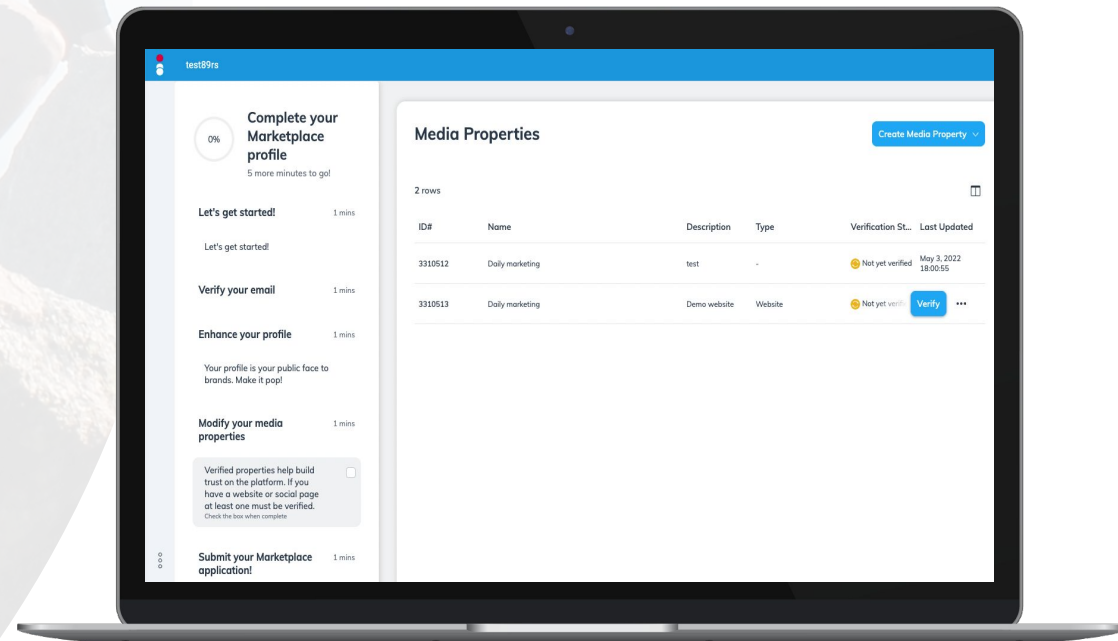 test89rs
0%
Complete your
Marketplace
profile
5 more minutes to go!
Let's get started!
1 mins
Let's get started!
Verify your email
1 mins
Enhance your profile
1 mins
Your profile is your public face to
brands. Make it pop!
Modify your media
properties
1 mins
Verified properties help build
trust on the platform. If you
have a website or social page
at least one must be verified.
Check the box when complete
Submit your Marketplace
application!
1 mins
Media Properties
Create Media Property
2 rows
ID# Name Description Type Verification St... Last Updated
3310512 Daily marketing test - Not yet verified May 3, 2022
18:00:55
3310513 Daily marketing Demo website Website Not yet verifi Verify •••